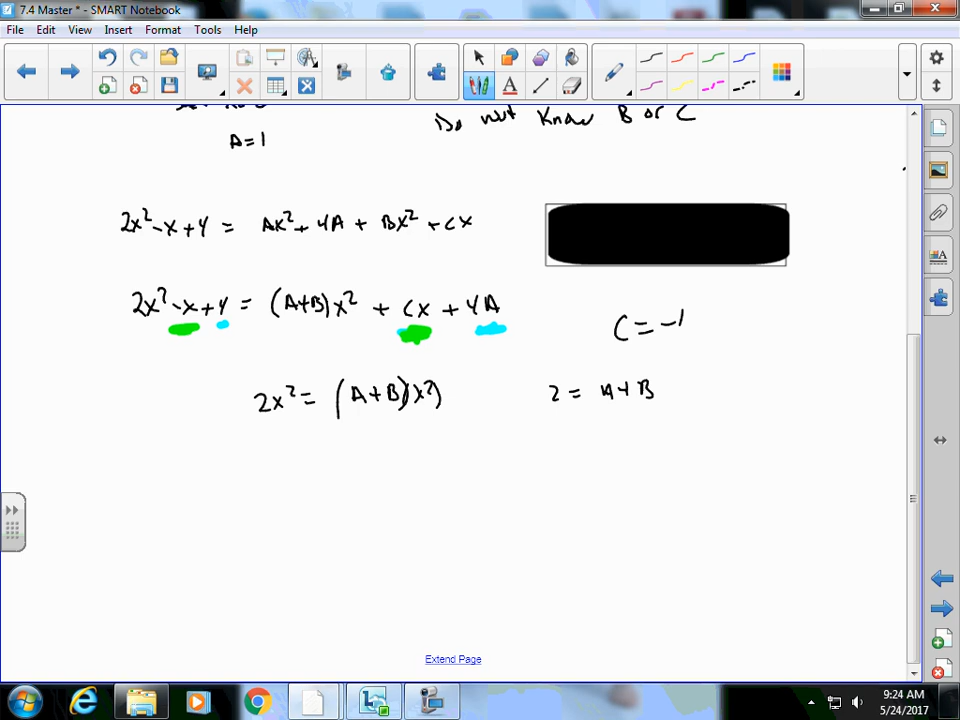 7.4 Master * - SMART Notebook
File Edit View Insert Format Tools Help
Do not Know B or C
A=1
2x²-x+4 = Ax²+4A + Bx² +Cx
2x²-x+4 = (A+B)x² + Cx +4A
C=-1
2x² = (A+B)(x²)
2 = A+B
Extend Page
9:24 AM
5/24/2017